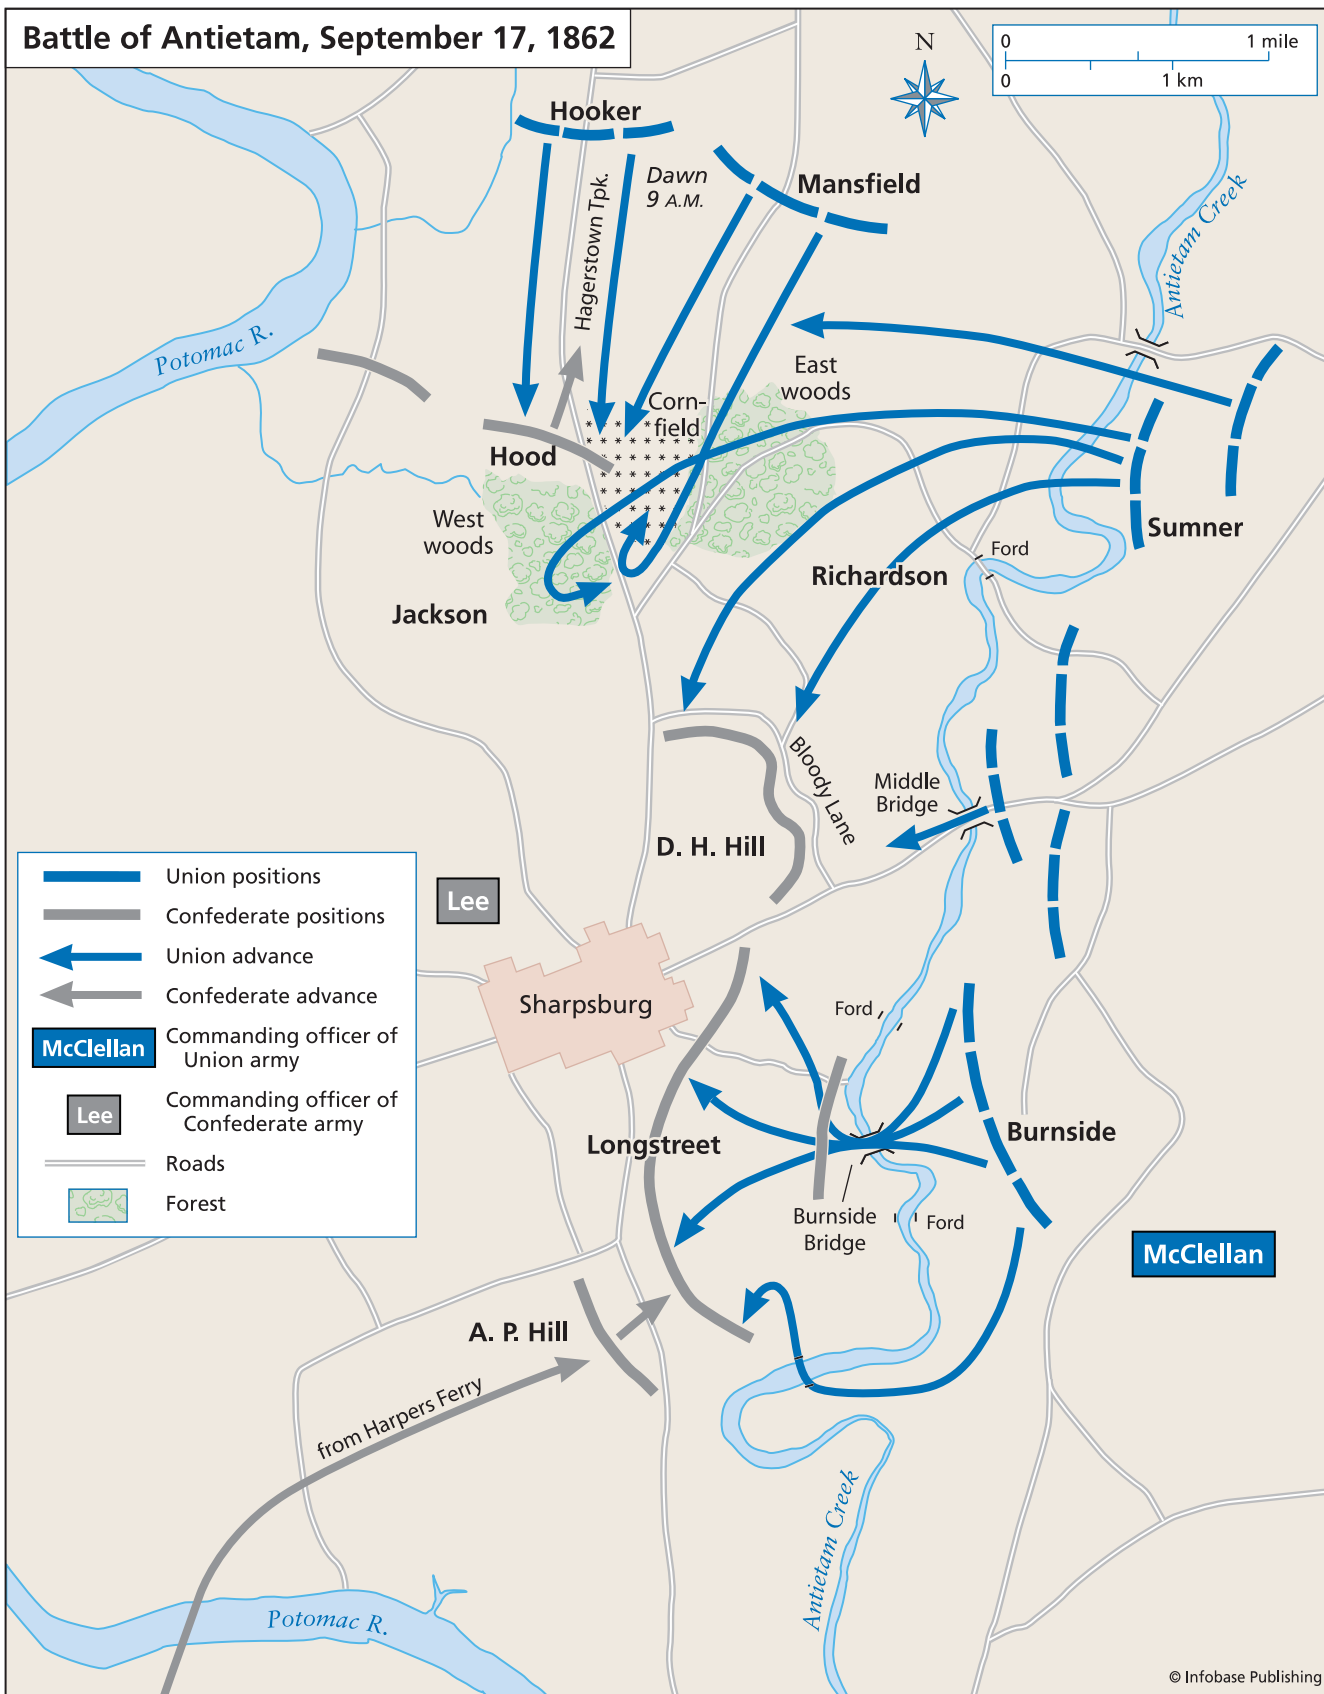 Battle of Antietam, September 17, 1862
N
0 1 mile
0 1 km
Hooker
Dawn
9 A.M.
Mansfield
Hagerstown Tpk.
Antietam Creek
Potomac R.
East
woods
Corn-
field
Hood
West
woods
Sumner
Ford
Richardson
Jackson
Bloody Lane
Middle
Bridge
D. H. Hill
Union positions
Confederate positions
Union advance
Confederate advance
McClellan
Commanding officer of
Union army
Lee
Commanding officer of
Confederate army
Roads
Forest
Lee
Sharpsburg
Ford
Longstreet
Burnside
Burnside
Bridge
Ford
McClellan
A. P. Hill
from Harpers Ferry
Antietam Creek
Potomac R.
© Infobase Publishing